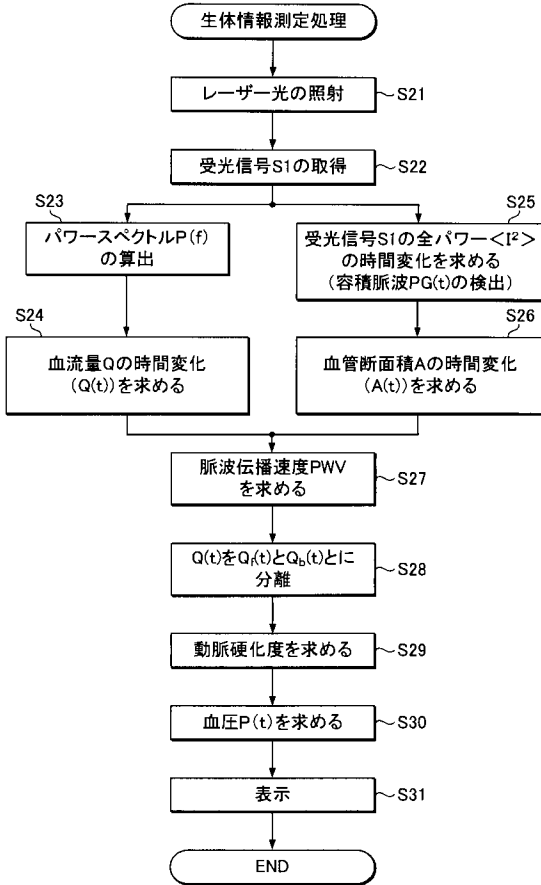 生体情報測定処理
レーザー光の照射
S21
受光信号S1の取得
S22
S23
パワースペクトルP(f)
の算出
S25
受光信号S1の全パワー<I²>
の時間変化を求める
(容積脈波PG(t)の検出)
S24
血流量Qの時間変化
(Q(t))を求める
S26
血管断面積Aの時間変化
(A(t))を求める
脈波伝播速度PWV
を求める
S27
Q(t)をQf(t)とQb(t)とに
分離
S28
動脈硬化度を求める
S29
血圧P(t)を求める
S30
表示
S31
END